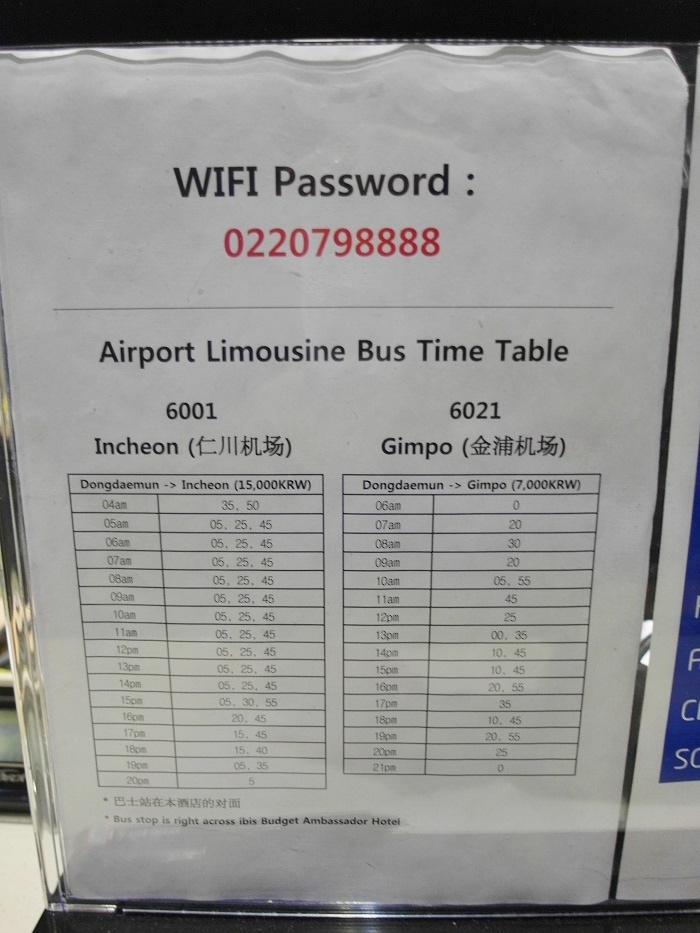 WIFI Password :
0220798888
Airport Limousine Bus Time Table
6001
Incheon (仁川机场)
Dongdaemun -> Incheon (15,000KRW)
04am 35, 50
05am 05, 25, 45
06am 05, 25, 45
07am 05, 25, 45
08am 05, 25, 45
09am 05, 25, 45
10am 05, 25, 45
11am 05, 25, 45
12pm 05, 25, 45
13pm 05, 25, 45
14pm 05, 25, 45
15pm 05, 30, 55
16pm 20, 45
17pm 15, 45
18pm 15, 40
19pm 05, 35
20pm 5
6021
Gimpo (金浦机场)
Dongdaemun -> Gimpo (7,000KRW)
06am 0
07am 20
08am 30
09am 20
10am 05, 55
11am 45
12pm 25
13pm 00, 35
14pm 10, 45
15pm 10, 45
16pm 20, 55
17pm 35
18pm 10, 45
19pm 20, 55
20pm 25
21pm 0
* 巴士站在本酒店的对面
* Bus stop is right across ibis Budget Ambassador Hotel